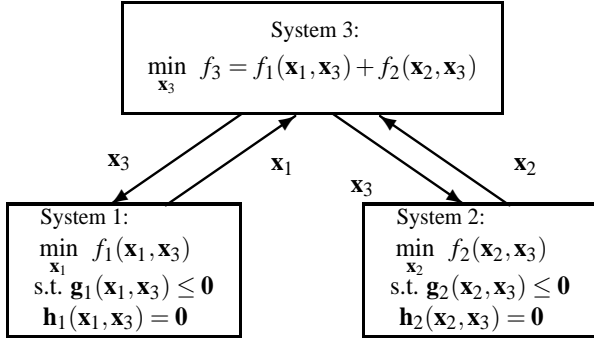 System 3:
min f₃ = f₁(x₁,x₃) + f₂(x₂,x₃)
x₃
x₃
x₁
x₃
x₂
System 1:
min f₁(x₁,x₃)
x₁
s.t. g₁(x₁,x₃) ≤ 0
h₁(x₁,x₃) = 0
System 2:
min f₂(x₂,x₃)
x₂
s.t. g₂(x₂,x₃) ≤ 0
h₂(x₂,x₃) = 0